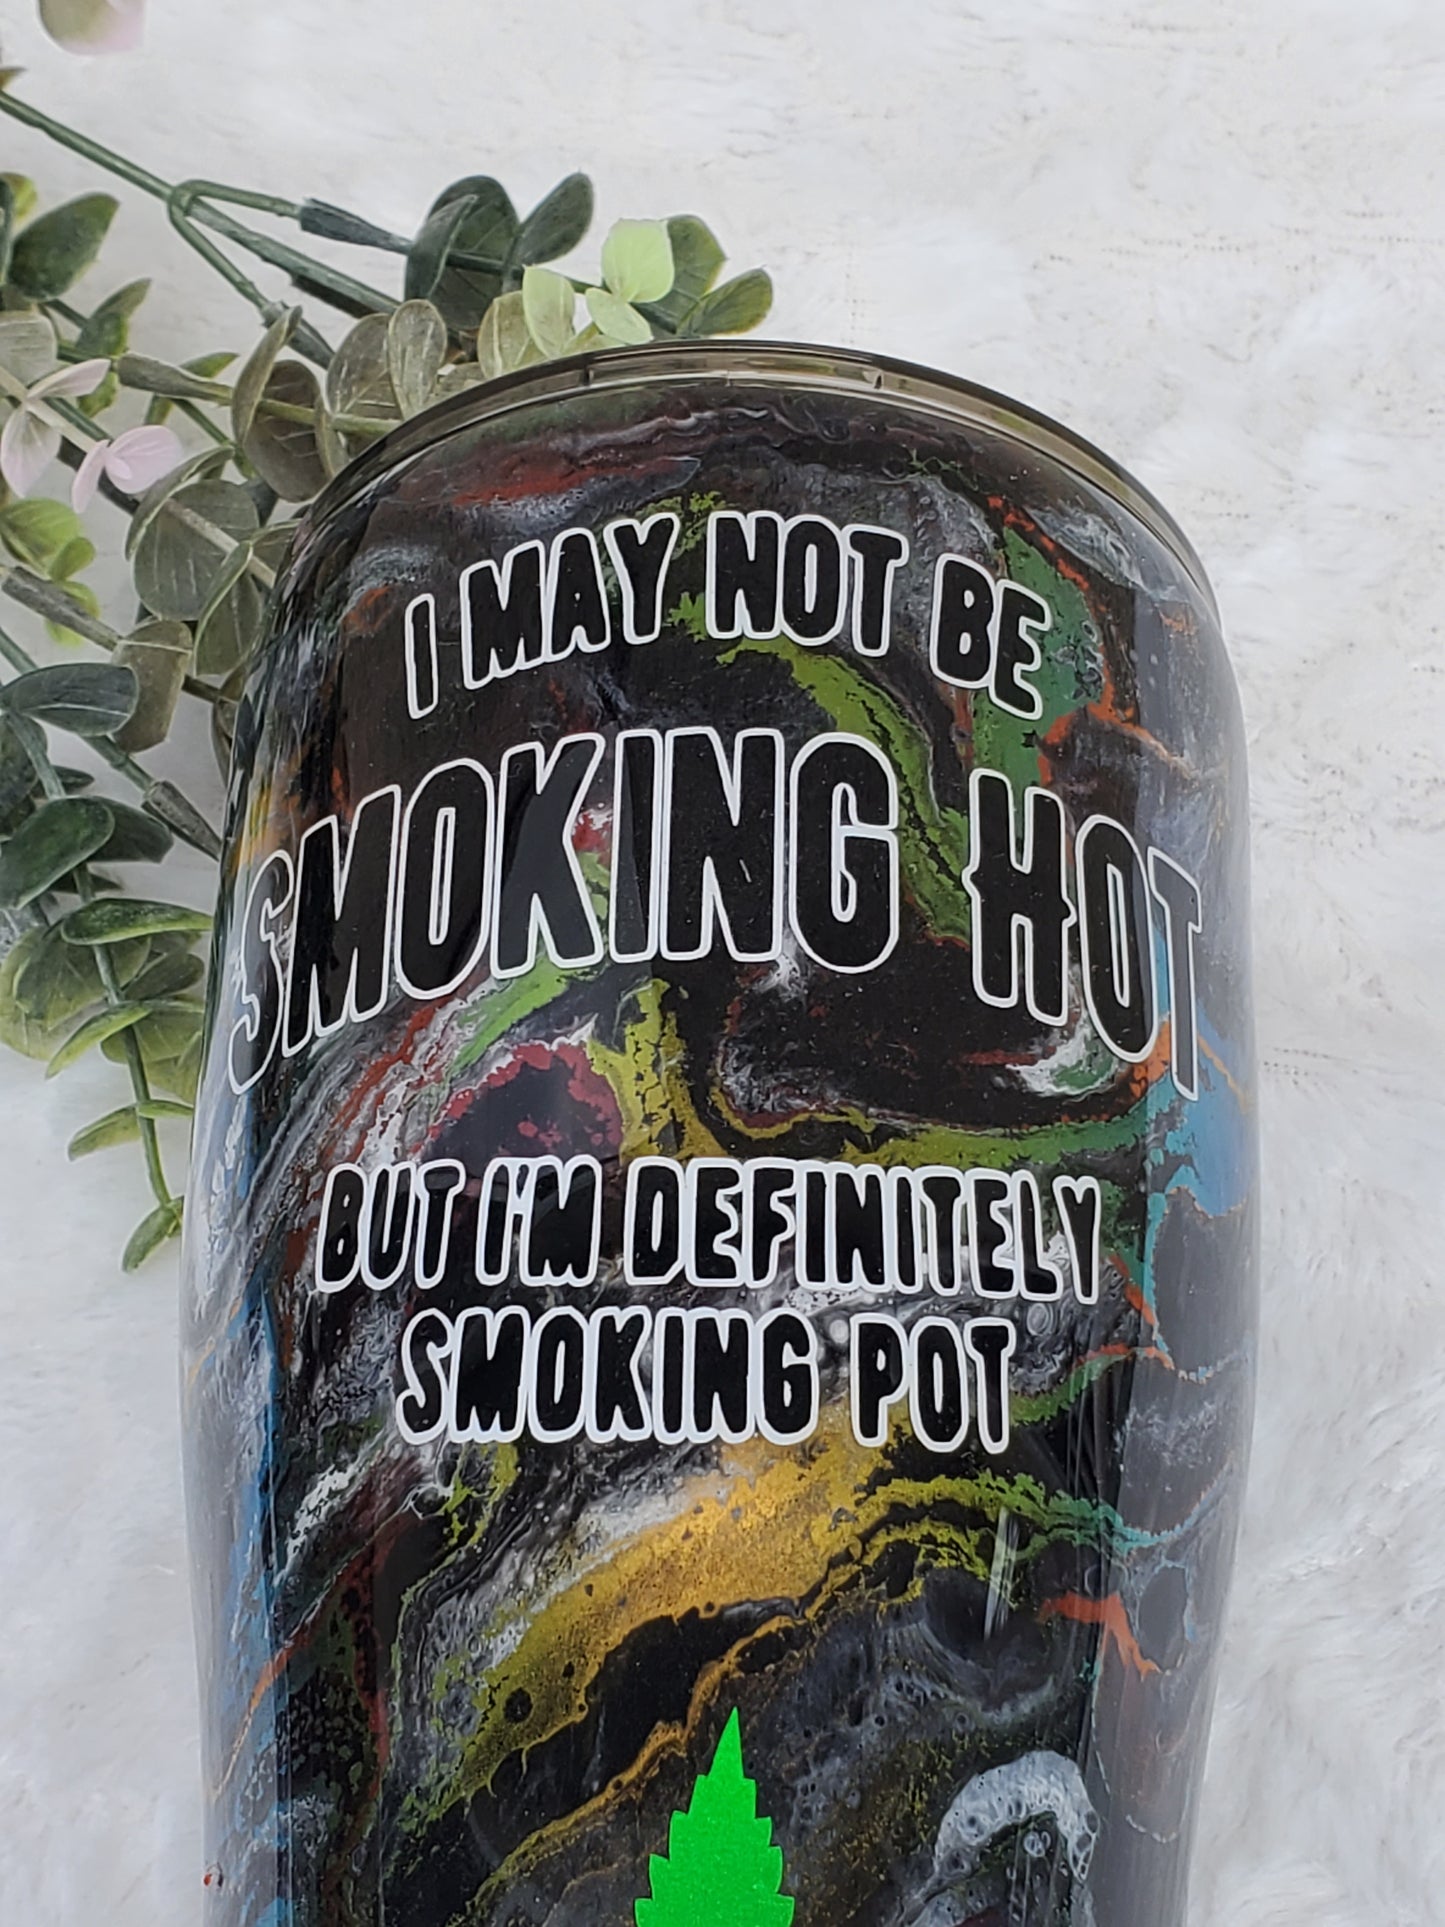 I MAY NOT BE
SMOKING HOT
BUT I'M DEFINITELY
SMOKING POT